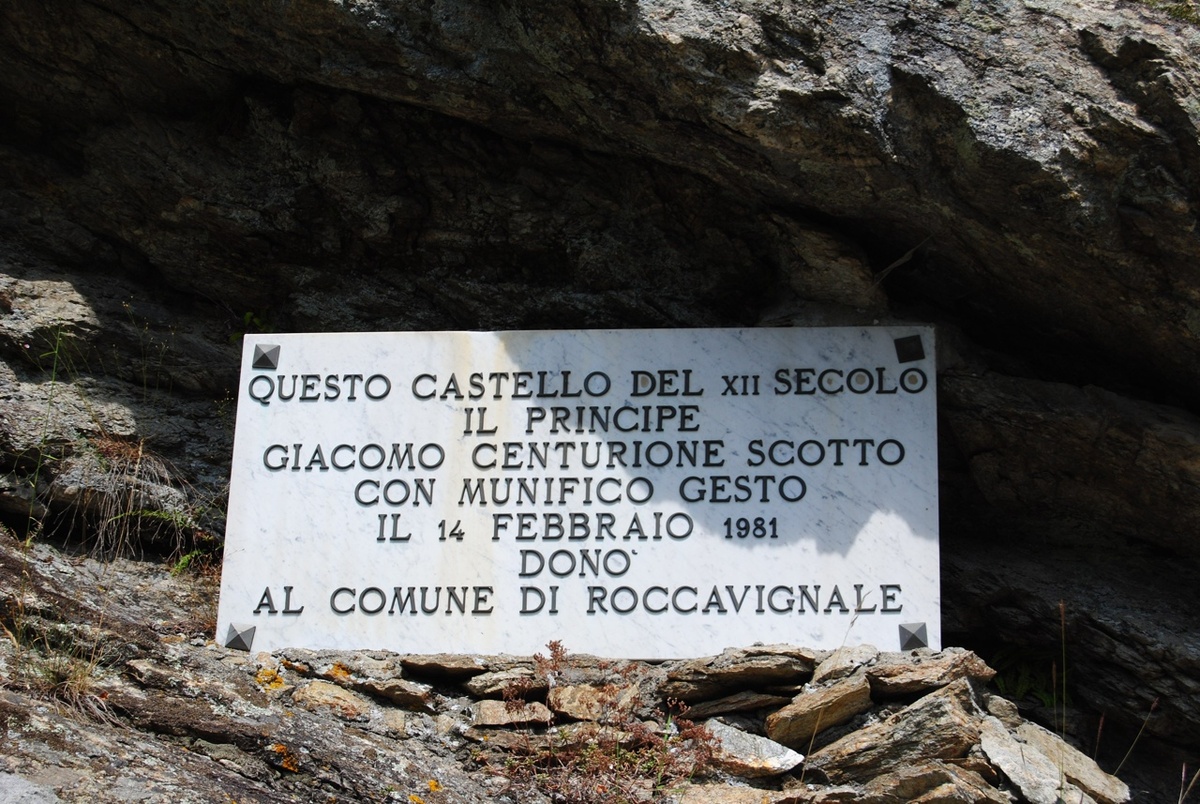 QUESTO CASTELLO DEL XII SECOLO
IL PRINCIPE
GIACOMO CENTURIONE SCOTTO
CON MUNIFICO GESTO
IL 14 FEBBRAIO 1981
DONO`
AL COMUNE DI ROCCAVIGNALE